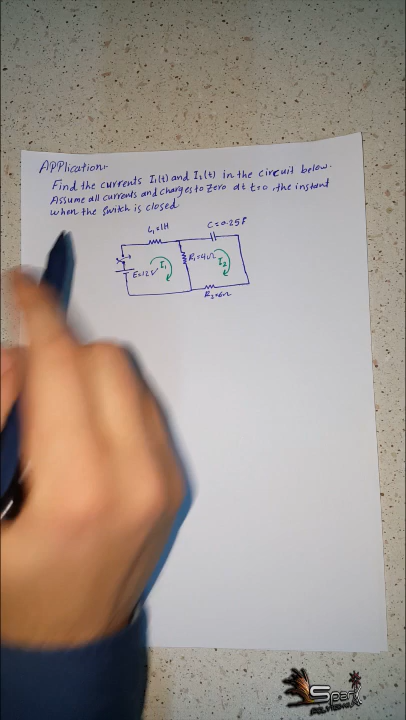 APPlication:-
Find the currents I₁(t) and I₂(t) in the circuit below.
Assume all currents and charges to zero at t=0, the instant
when the switch is closed
L₁=1H
C=0.25F
R₁=4Ω
E=12V
I₁
I₂
R₂=6Ω
Spark